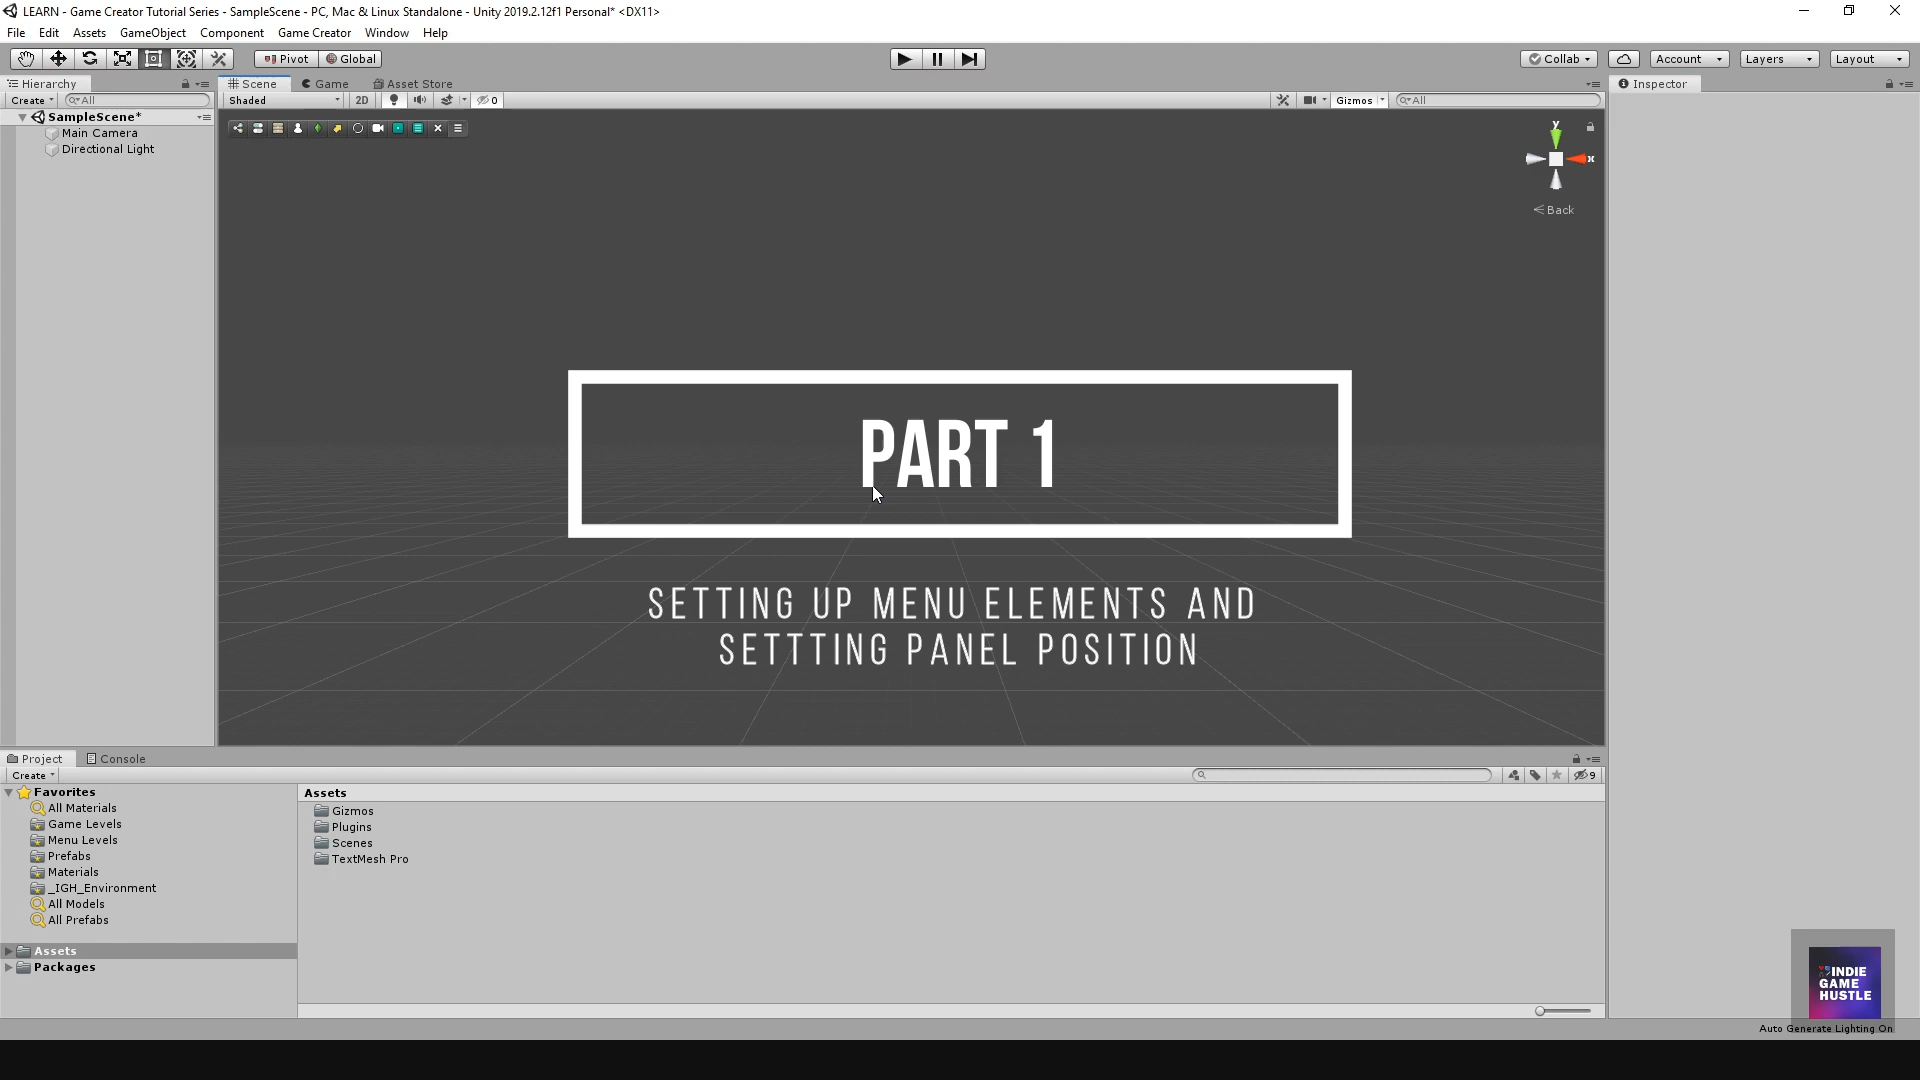 LEARN - Game Creator Tutorial Series - SampleScene - PC, Mac & Linux Standalone - Unity 2019.2.12f1 Personal* <DX11>
File Edit Assets GameObject Component Game Creator Window Help
Pivot Global Collab Account Layers Layout
Hierarchy Scene Game Asset Store Inspector
Create All Shaded 2D 0 Gizmos All
SampleScene*
Main Camera
Directional Light
y
x
Back
PART 1
SETTING UP MENU ELEMENTS AND
SETTTING PANEL POSITION
Project Console
Create 9
Favorites
All Materials
Game Levels
Menu Levels
Prefabs
Materials
_IGH_Environment
All Models
All Prefabs
Assets
Packages
Assets
Gizmos
Plugins
Scenes
TextMesh Pro
INDIE
GAME
HUSTLE
Auto Generate Lighting On